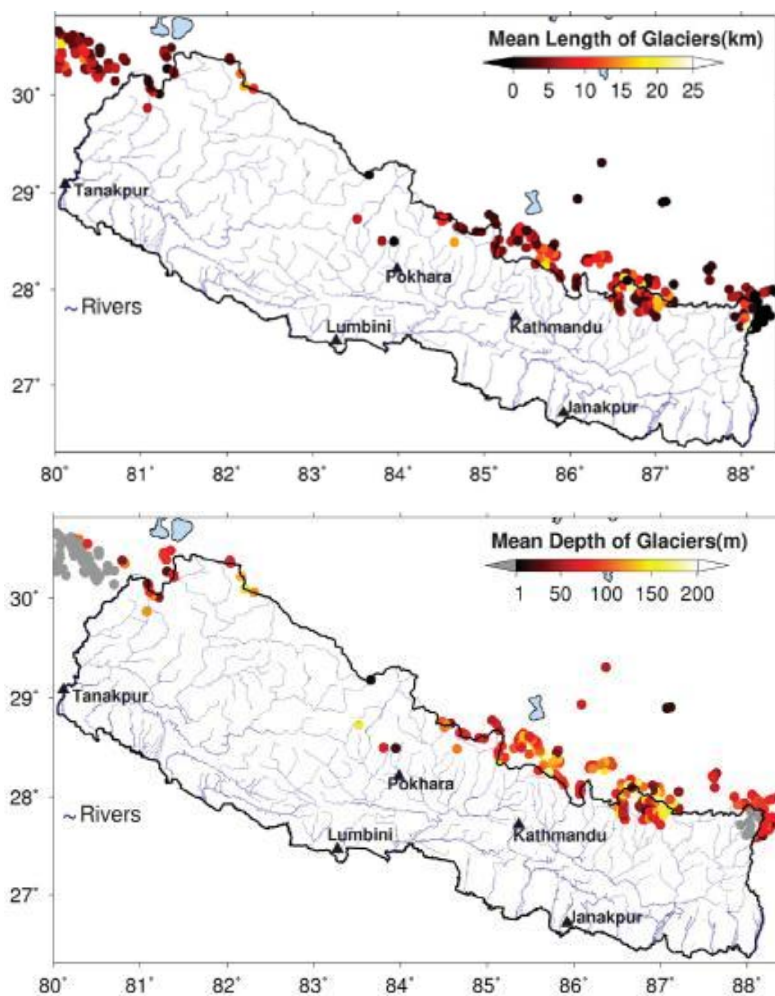 Mean Length of Glaciers(km)
0 5 10 15 20 25
30°
29°
28°
27°
Tanakpur
Pokhara
~Rivers
Lumbini
Kathmandu
Janakpur
80° 81° 82° 83° 84° 85° 86° 87° 88°
Mean Depth of Glaciers(m)
1 50 100 150 200
30°
29°
28°
27°
Tanakpur
Pokhara
~Rivers
Lumbini
Kathmandu
Janakpur
80° 81° 82° 83° 84° 85° 86° 87° 88°